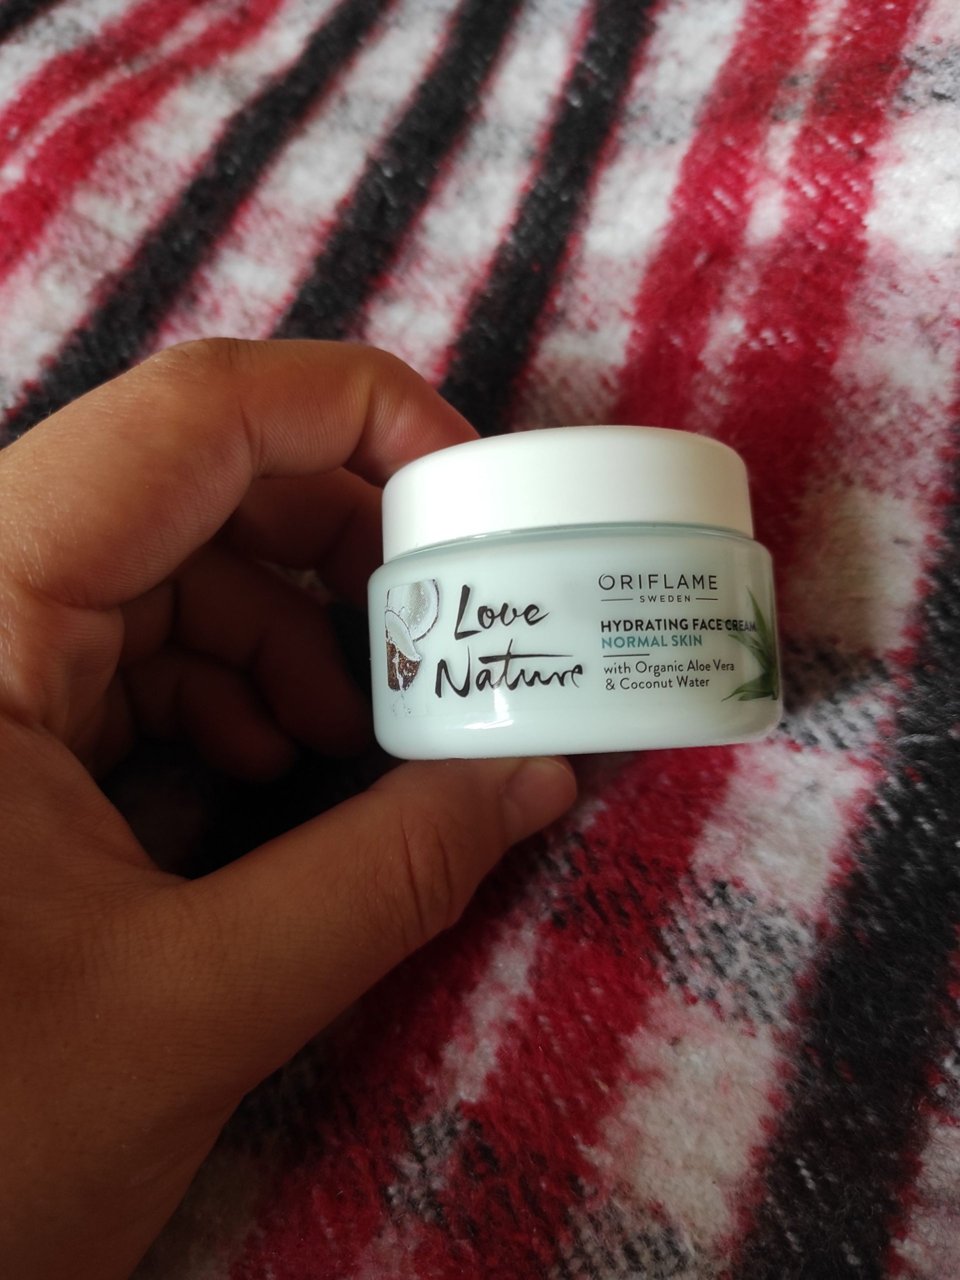 Love
Nature
ORIFLAME
SWEDEN
HYDRATING FACE CREAM
NORMAL SKIN
with Organic Aloe Vera
& Coconut Water